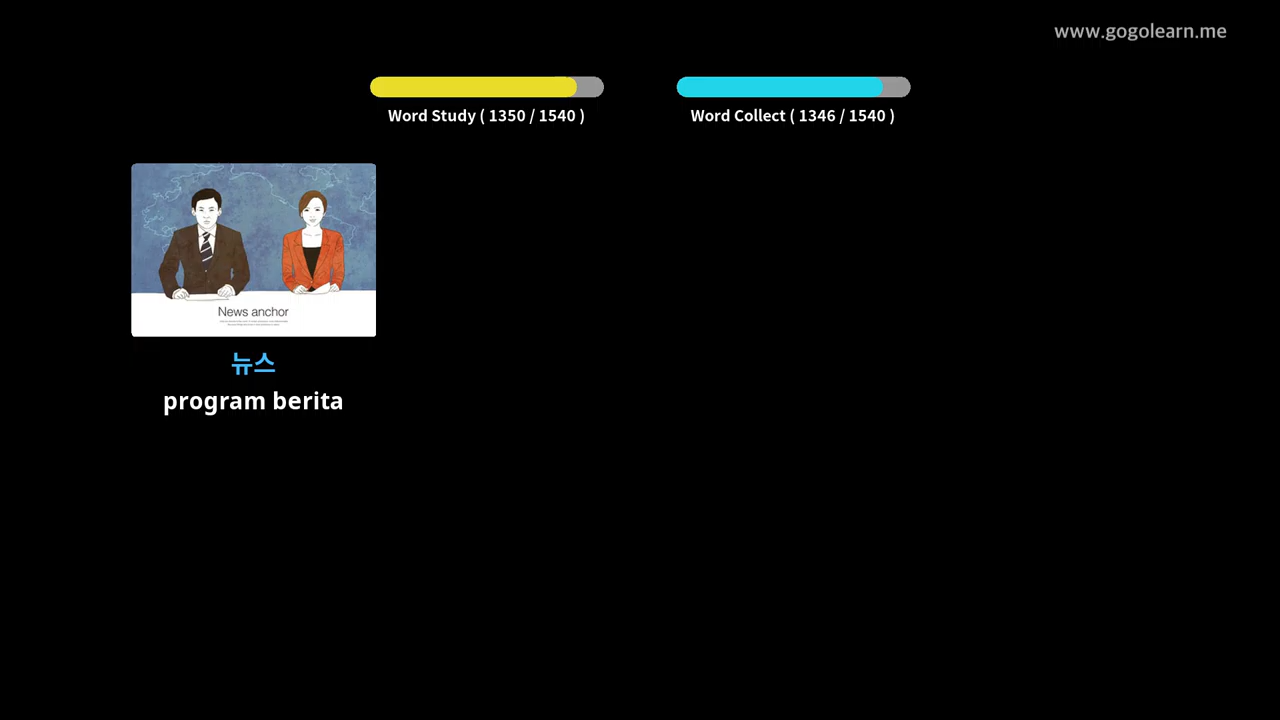 www.gogolearn.me
Word Study ( 1350 / 1540 )
Word Collect ( 1346 / 1540 )
News anchor
뉴스
program berita